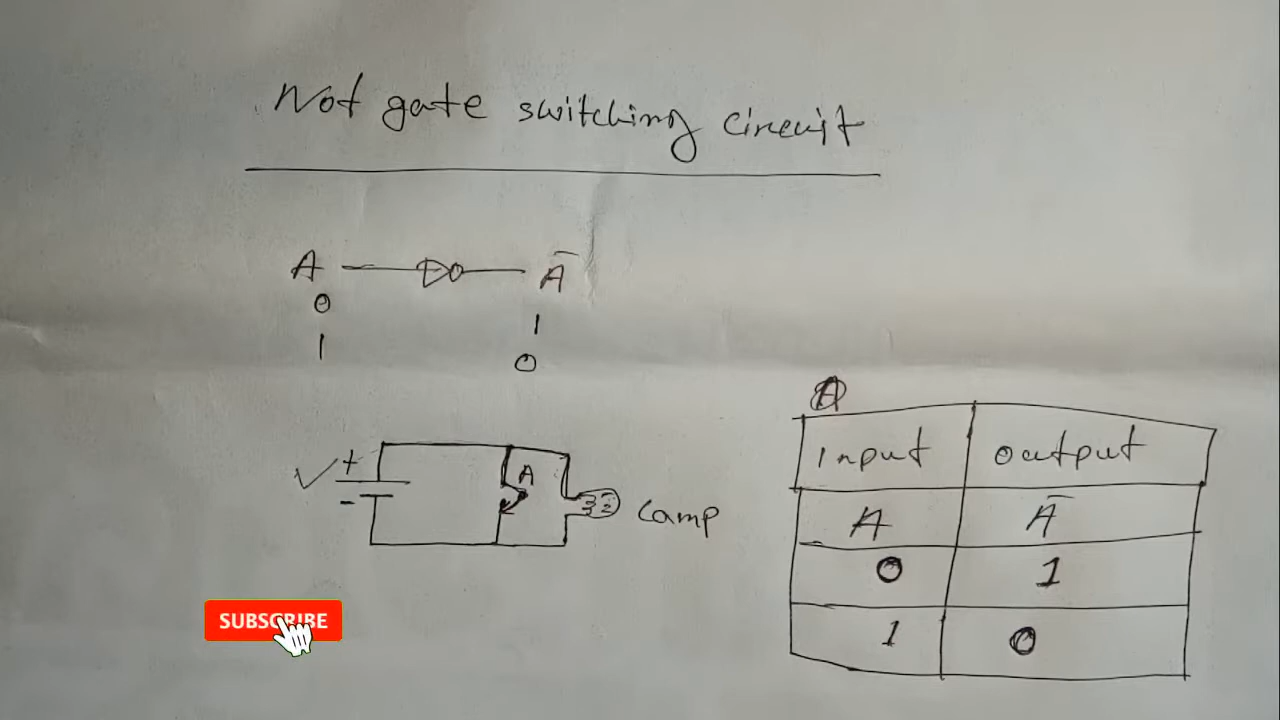 Not gate switching circuit
A Ā
0
1
1
0
A
Input Output
A Ā
0 1
1 0
+
-
A
Lamp
SUBSCRIBE